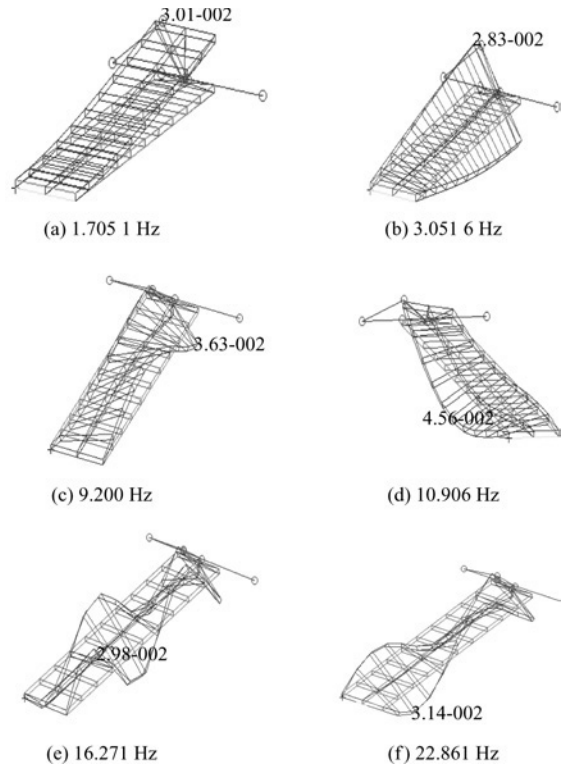 3.01-002
2.83-002
(a) 1.705 1 Hz
(b) 3.051 6 Hz
3.63-002
4.56-002
(c) 9.200 Hz
(d) 10.906 Hz
2.98-002
3.14-002
(e) 16.271 Hz
(f) 22.861 Hz